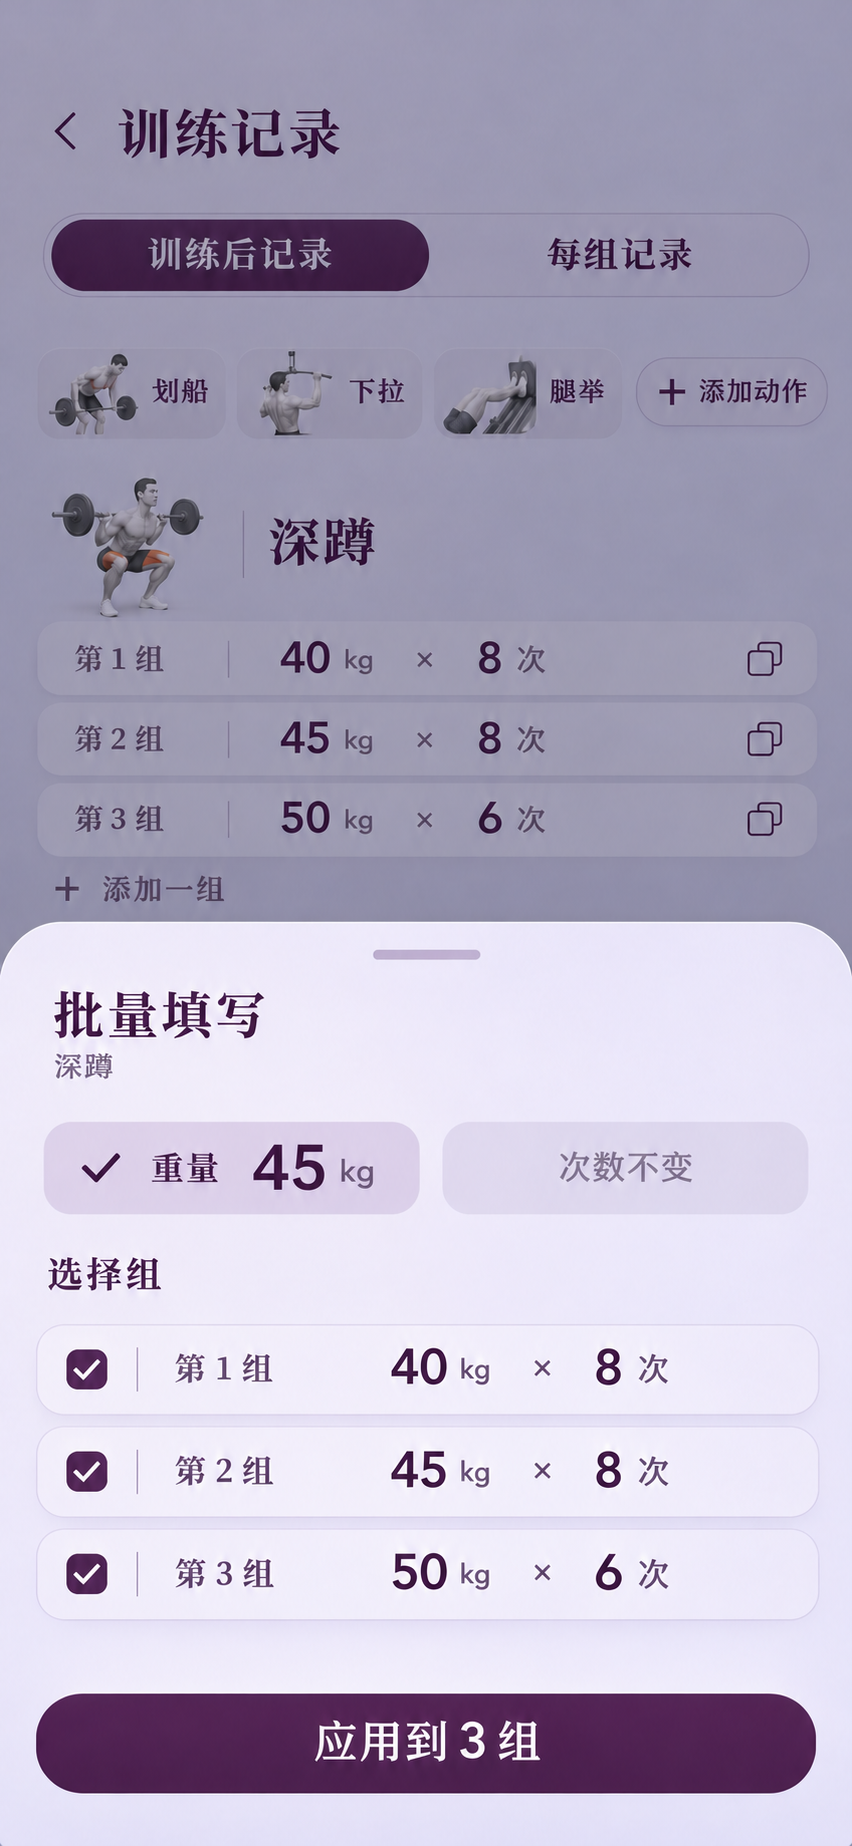 训练记录
训练后记录 每组记录
划船 下拉 腿举 + 添加动作
深蹲
第 1 组 40 kg × 8 次
第 2 组 45 kg × 8 次
第 3 组 50 kg × 6 次
+ 添加一组
批量填写
深蹲
重量 45 kg 次数不变
选择组
第 1 组 40 kg × 8 次
第 2 组 45 kg × 8 次
第 3 组 50 kg × 6 次
应用到 3 组